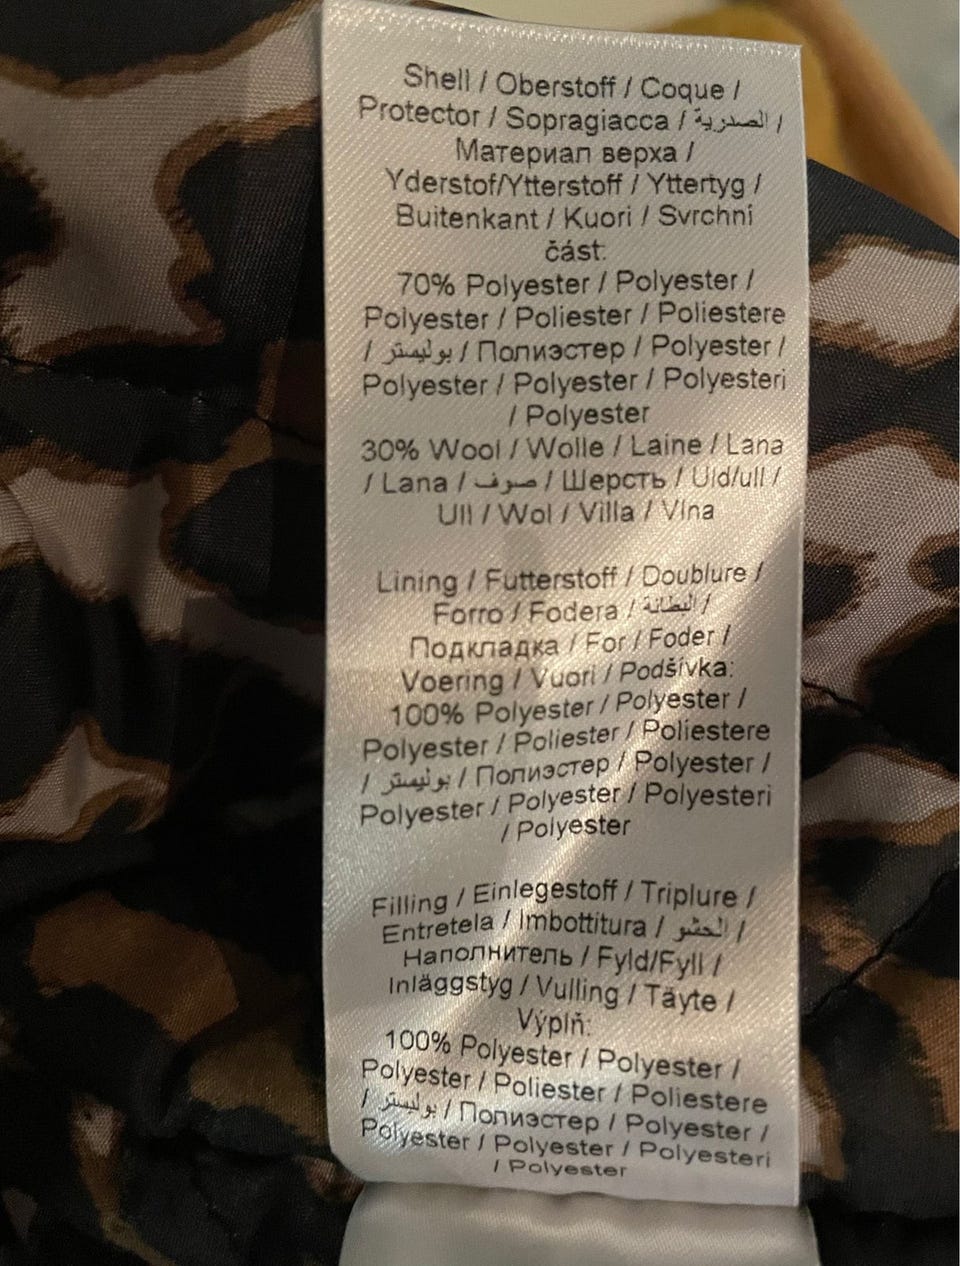 Shell / Oberstoff / Coque /
Protector / Sopragiacca / الصدرية /
Материал верха /
Yderstof/Ytterstoff / Yttertyg /
Buitenkant / Kuori / Svrchní
část:
70% Polyester / Polyester /
Polyester / Poliester / Poliestere
/ بوليستر / Полиэстер / Polyester /
Polyester / Polyester / Polyesteri
/ Polyester
30% Wool / Wolle / Laine / Lana
/ Lana / صوف / Шерсть / Uld/ull /
Ull / Wol / Villa / Vlna
Lining / Futterstoff / Doublure /
Forro / Fodera / البطانة /
Подкладка / For / Foder /
Voering / Vuori / Podšívka:
100% Polyester / Polyester /
Polyester / Poliester / Poliestere
/ بوليستر / Полиэстер / Polyester /
Polyester / Polyester / Polyesteri
/ Polyester
Filling / Einlegestoff / Triplure /
Entretela / Imbottitura / الحشو /
Наполнитель / Fyld/Fyll /
Inläggstyg / Vulling / Täyte /
Výplň:
100% Polyester / Polyester /
Polyester / Poliester / Poliestere
/ بوليستر / Полиэстер / Polyester /
Polyester / Polyester / Polyesteri
/ Polyester